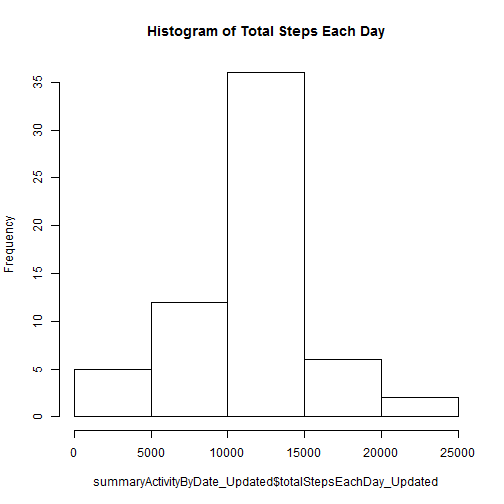 Histogram of Total Steps Each Day
Frequency
35
30
25
20
15
10
5
0
0 5000 10000 15000 20000 25000
summaryActivityByDate_Updated$totalStepsEachDay_Updated